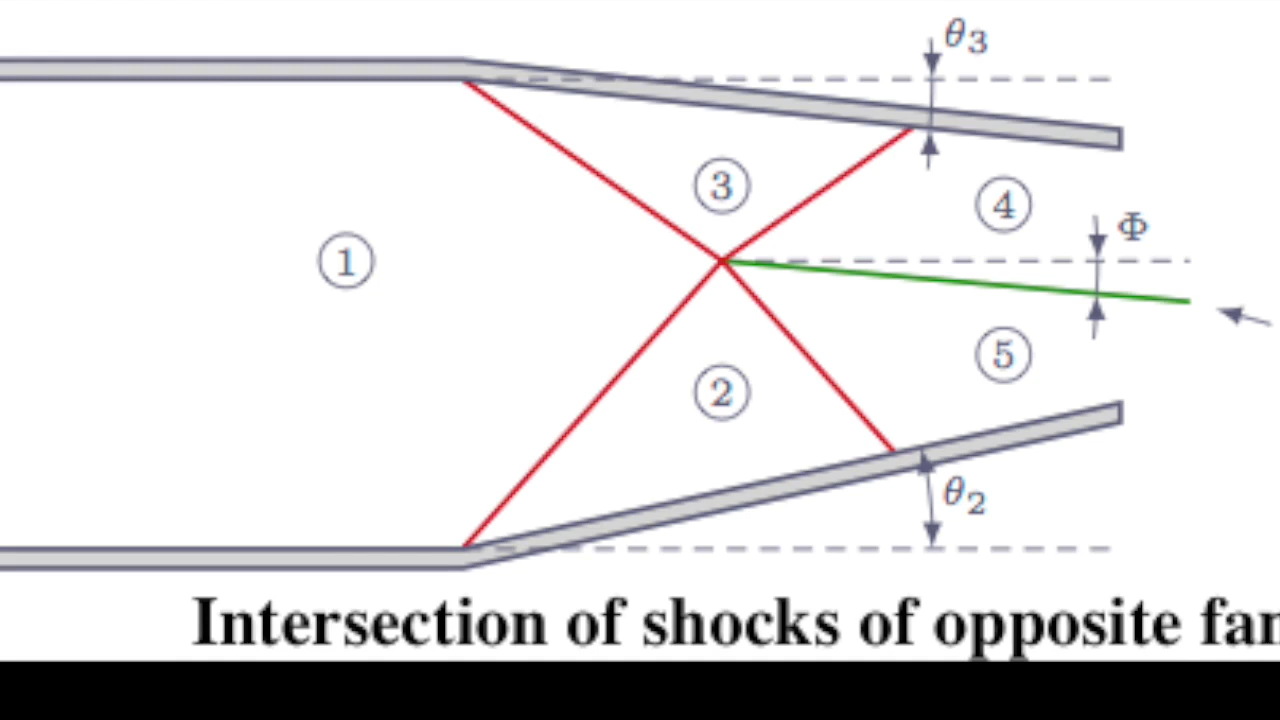 θ3
③
④
Φ
①
⑤
②
θ2
Intersection of shocks of opposite